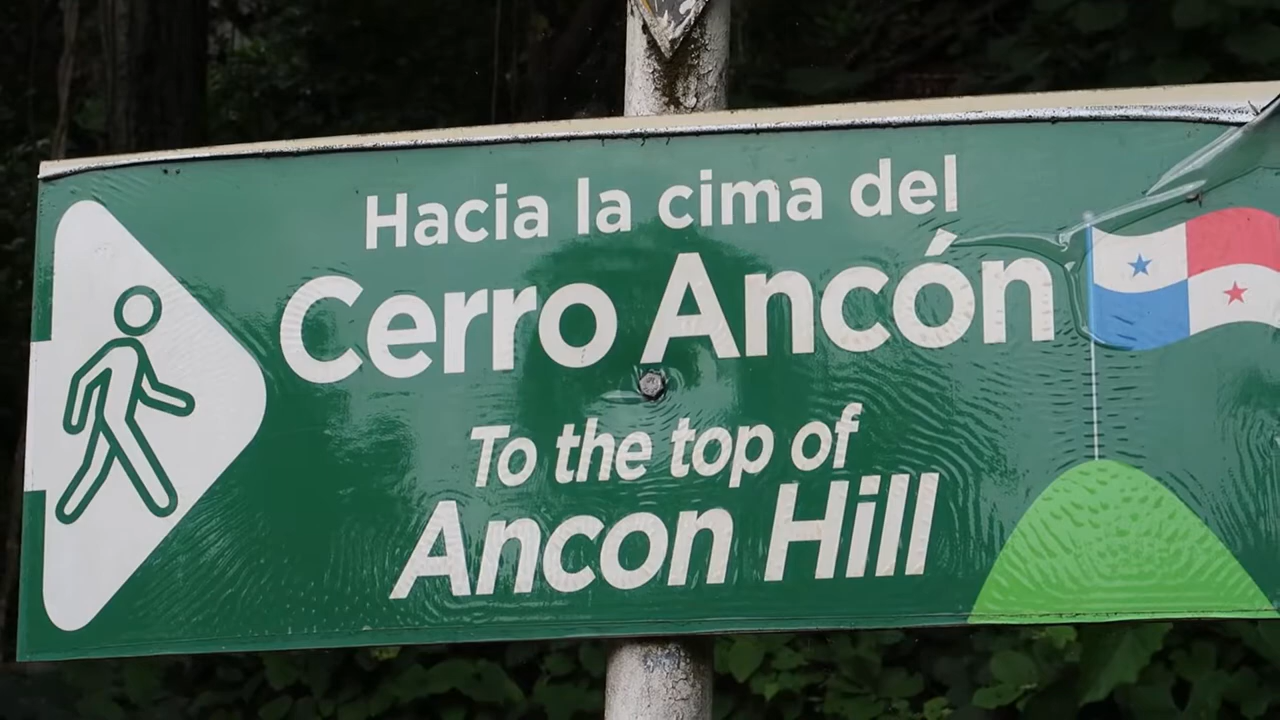 Hacia la cima del
Cerro Ancón
To the top of
Ancon Hill